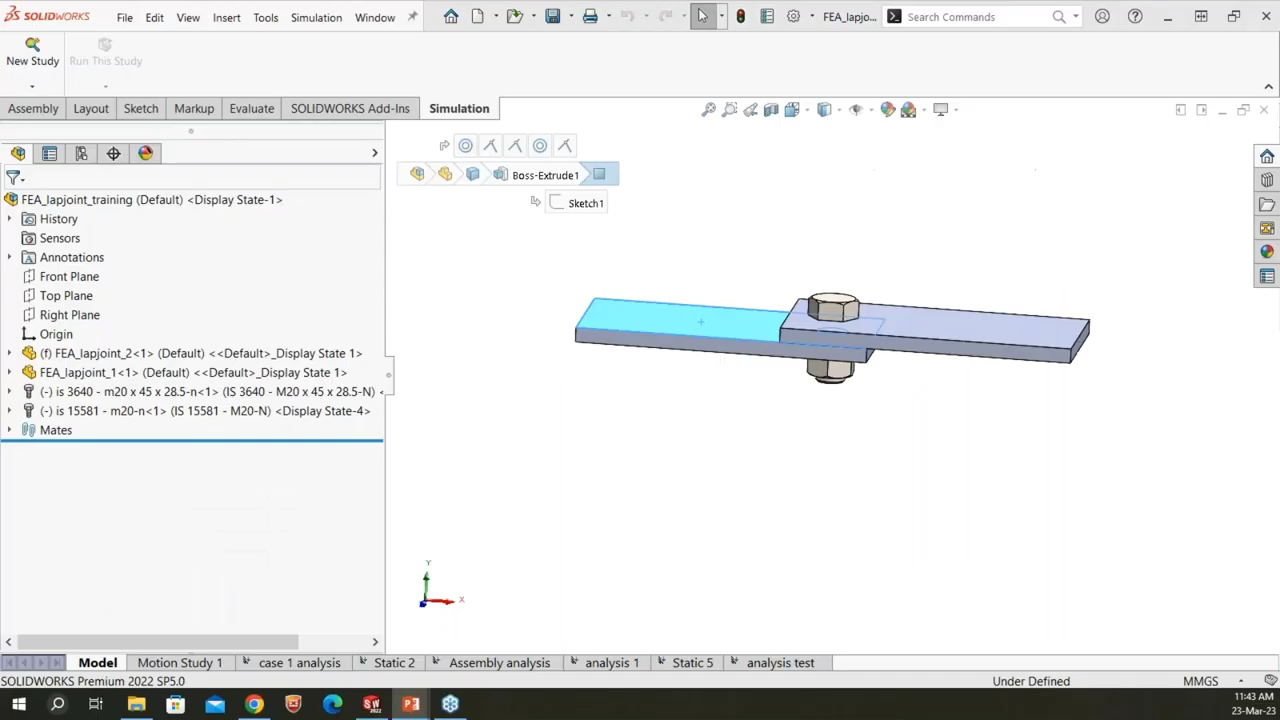 SOLIDWORKS
File
Edit
View
Insert
Tools
Simulation
Window
FEA_lapjo...
Search Commands
New Study
Run This Study
Assembly
Layout
Sketch
Markup
Evaluate
SOLIDWORKS Add-Ins
Simulation
Boss-Extrude1
Sketch1
FEA_lapjoint_training (Default) <Display State-1>
History
Sensors
Annotations
Front Plane
Top Plane
Right Plane
Origin
(f) FEA_lapjoint_2<1> (Default) <<Default>_Display State 1>
FEA_lapjoint_1<1> (Default) <<Default>_Display State 1>
(-) is 3640 - m20 x 45 x 28.5-n<1> (IS 3640 - M20 x 45 x 28.5-N) <
(-) is 15581 - m20-n<1> (IS 15581 - M20-N) <Display State-4>
Mates
Y
X
Model
Motion Study 1
case 1 analysis
Static 2
Assembly analysis
analysis 1
Static 5
analysis test
SOLIDWORKS Premium 2022 SP5.0
Under Defined
MMGS
11:43 AM
23-Mar-23